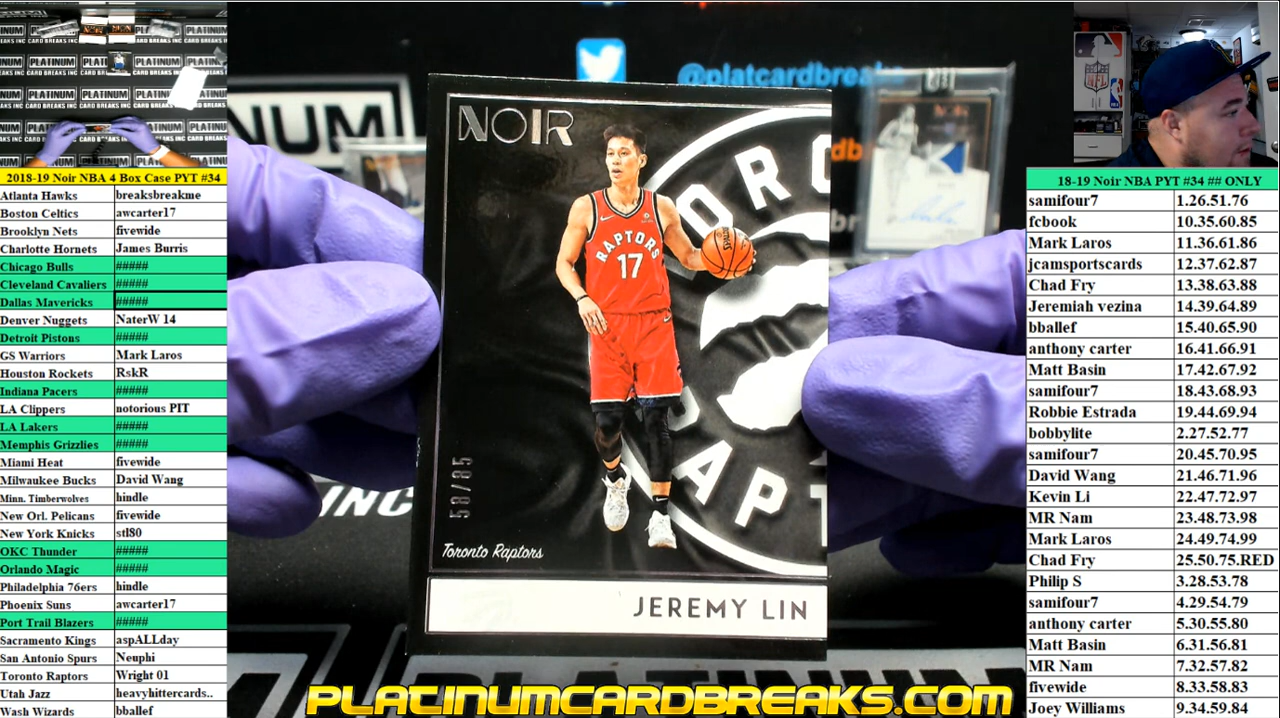 2018-19 Noir NBA 4 Box Case PYT #34
Atlanta Hawks breaksbreakme
Boston Celtics awcarter17
Brooklyn Nets fivewide
Charlotte Hornets James Burris
Chicago Bulls #####
Cleveland Cavaliers #####
Dallas Mavericks #####
Denver Nuggets NaterW 14
Detroit Pistons #####
GS Warriors Mark Laros
Houston Rockets RskR
Indiana Pacers #####
LA Clippers notorious PIT
LA Lakers #####
Memphis Grizzlies #####
Miami Heat fivewide
Milwaukee Bucks David Wang
Minn. Timberwolves hindle
New Orl. Pelicans fivewide
New York Knicks stl80
OKC Thunder #####
Orlando Magic #####
Philadelphia 76ers hindle
Phoenix Suns awcarter17
Port Trail Blazers #####
Sacramento Kings aspALLday
San Antonio Spurs Neuphi
Toronto Raptors Wright 01
Utah Jazz heavyhittercards..
Wash Wizards bballef
PLATINUM
CARD BREAKS INC
@platcardbreak
NUM
INC
NOIR
RAPTORS
17
SPALDING
58/85
Toronto Raptors
JEREMY LIN
PLATINUMCARDBREAKS.COM
NFL
NBA
18-19 Noir NBA PYT #34 ## ONLY
samifour7 1.26.51.76
fcbook 10.35.60.85
Mark Laros 11.36.61.86
jcamsportscards 12.37.62.87
Chad Fry 13.38.63.88
Jeremiah vezina 14.39.64.89
bballef 15.40.65.90
anthony carter 16.41.66.91
Matt Basin 17.42.67.92
samifour7 18.43.68.93
Robbie Estrada 19.44.69.94
bobbylite 2.27.52.77
samifour7 20.45.70.95
David Wang 21.46.71.96
Kevin Li 22.47.72.97
MR Nam 23.48.73.98
Mark Laros 24.49.74.99
Chad Fry 25.50.75.RED
Philip S 3.28.53.78
samifour7 4.29.54.79
anthony carter 5.30.55.80
Matt Basin 6.31.56.81
MR Nam 7.32.57.82
fivewide 8.33.58.83
Joey Williams 9.34.59.84